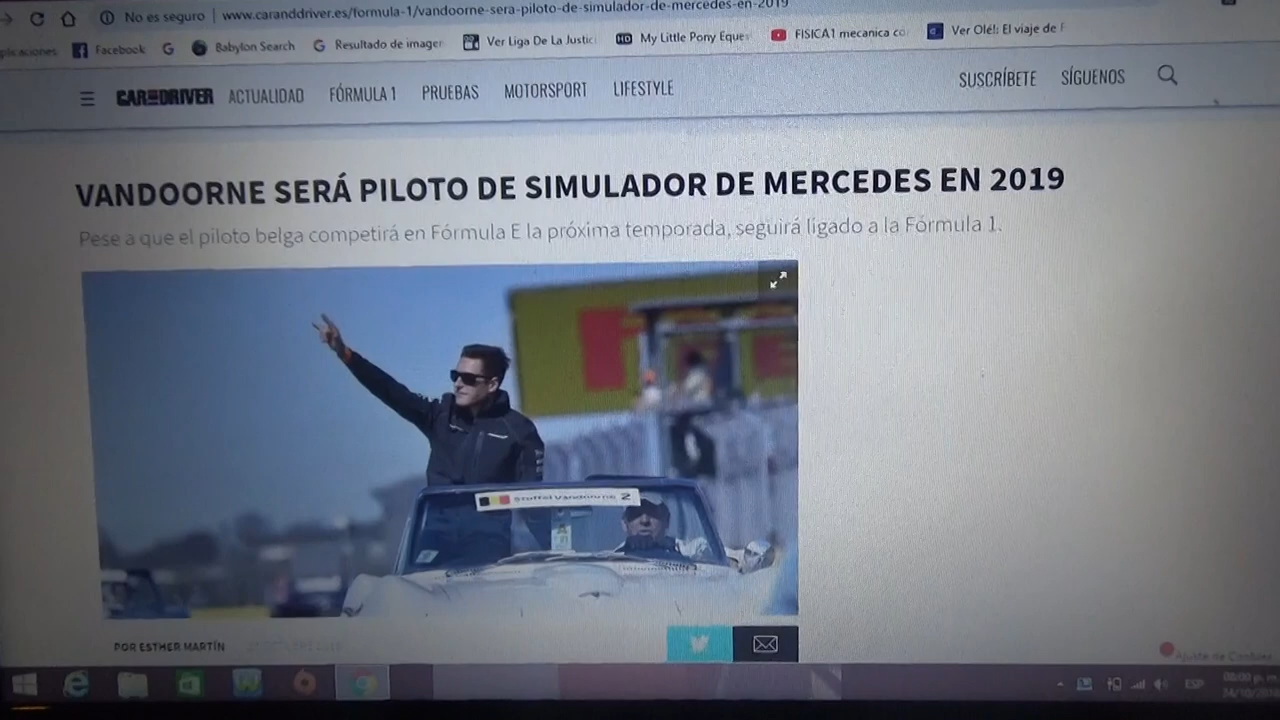 No es seguro | www.caranddriver.es/formula-1/vandoorne-sera-piloto-de-simulador-de-mercedes-en-2019
plicaciones Facebook Babylon Search Resultado de imagen Ver Liga De La Justic My Little Pony Eques FISICA1 mecanica co Ver Olé!: El viaje de F
CAR AND DRIVER ACTUALIDAD FÓRMULA 1 PRUEBAS MOTORSPORT LIFESTYLE SUSCRÍBETE SÍGUENOS
VANDOORNE SERÁ PILOTO DE SIMULADOR DE MERCEDES EN 2019
Pese a que el piloto belga competirá en Fórmula E la próxima temporada, seguirá ligado a la Fórmula 1.
Stoffel Vandoorne 2
POR ESTHER MARTÍN
ESP